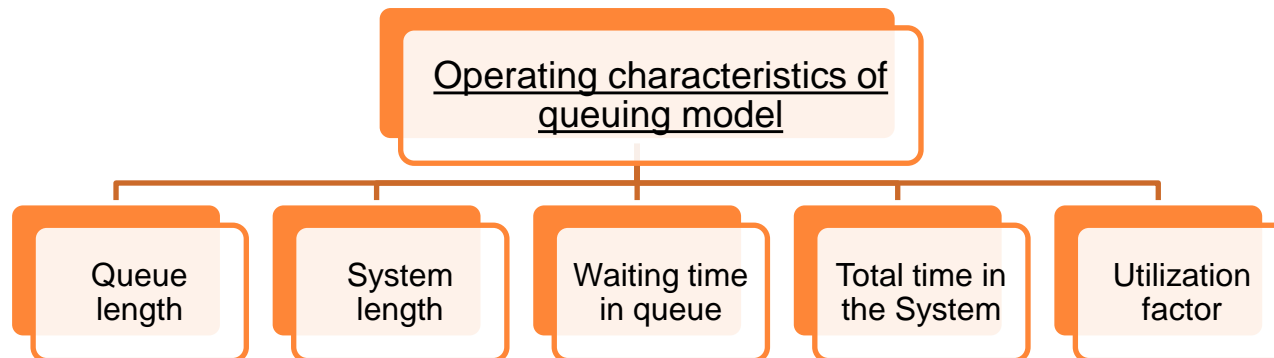 Operating characteristics of
queuing model
Queue
length
System
length
Waiting time
in queue
Total time in
the System
Utilization
factor